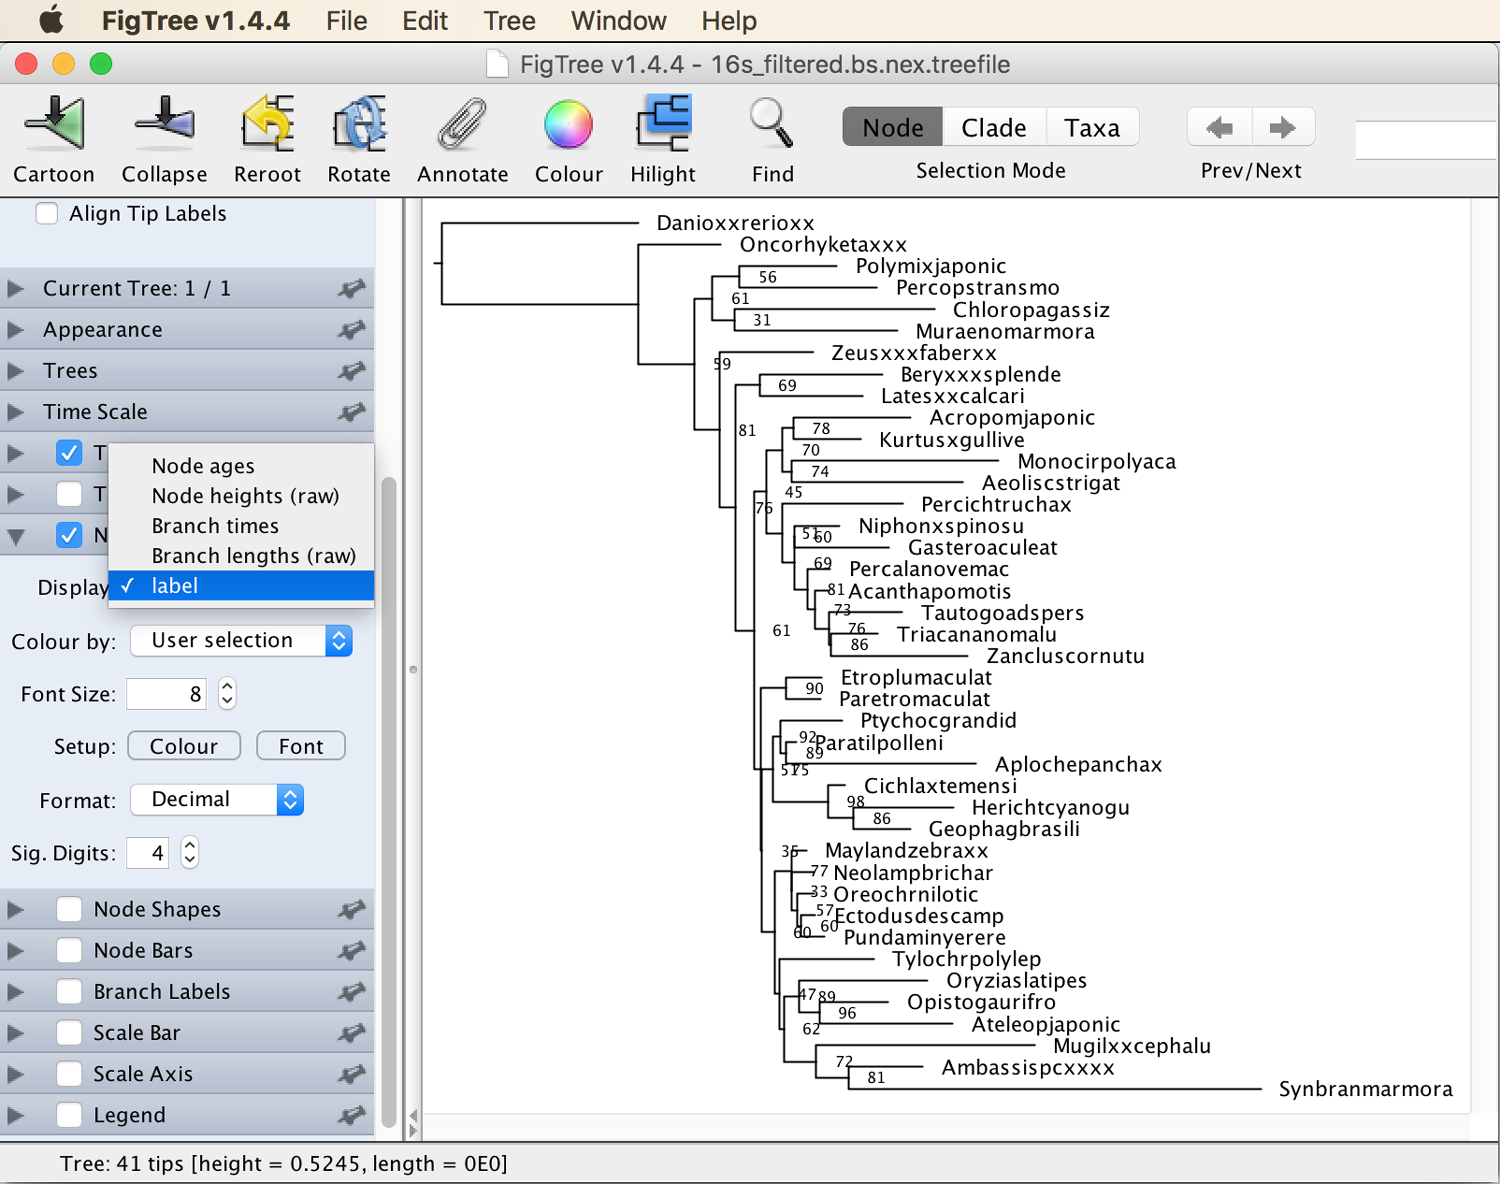 FigTree v1.4.4 File Edit Tree Window Help
FigTree v1.4.4 - 16s_filtered.bs.nex.treefile
Cartoon Collapse Reroot Rotate Annotate Colour Hilight Find
Node Clade Taxa
Selection Mode
Prev/Next
Align Tip Labels
Current Tree: 1 / 1
Appearance
Trees
Time Scale
T
T
N
Node ages
Node heights (raw)
Branch times
Branch lengths (raw)
Display
✓ label
Colour by: User selection
Font Size: 8
Setup: Colour Font
Format: Decimal
Sig. Digits: 4
Node Shapes
Node Bars
Branch Labels
Scale Bar
Scale Axis
Legend
Danioxxrerioxx
Oncorhyketaxxx
Polymixjaponic
56
Percopstransmo
61
Chloropagassiz
31
Muraenomarmora
Zeusxxxfaberxx
59
Beryxxxsplende
69
Latesxxcalcari
Acropomjaponic
81
78
Kurtusxgullive
70
Monocirpolyaca
74
Aeoliscstrigat
45
Percichtruchax
76
Niphonxspinosu
51
60
Gasteroaculeat
69
Percalanovemac
81
Acanthapomotis
73
Tautogoadspers
76
61
Triacananomalu
86
Zancluscornutu
Etroplumaculat
90
Paretromaculat
Ptychocgrandid
92
Paratilpolleni
89
Aplochepanchax
51
75
Cichlaxtemensi
98
Herichtcyanogu
86
Geophagbrasili
35
Maylandzebraxx
77
Neolampbrichar
33
Oreochrnilotic
57
Ectodusdescamp
60
60
Pundaminyerere
Tylochrpolylep
Oryziaslatipes
47
89
Opistogaurifro
96
Ateleopjaponic
62
Mugilxxcephalu
72
Ambassispcxxxx
81
Synbranmarmora
Tree: 41 tips [height = 0.5245, length = 0E0]